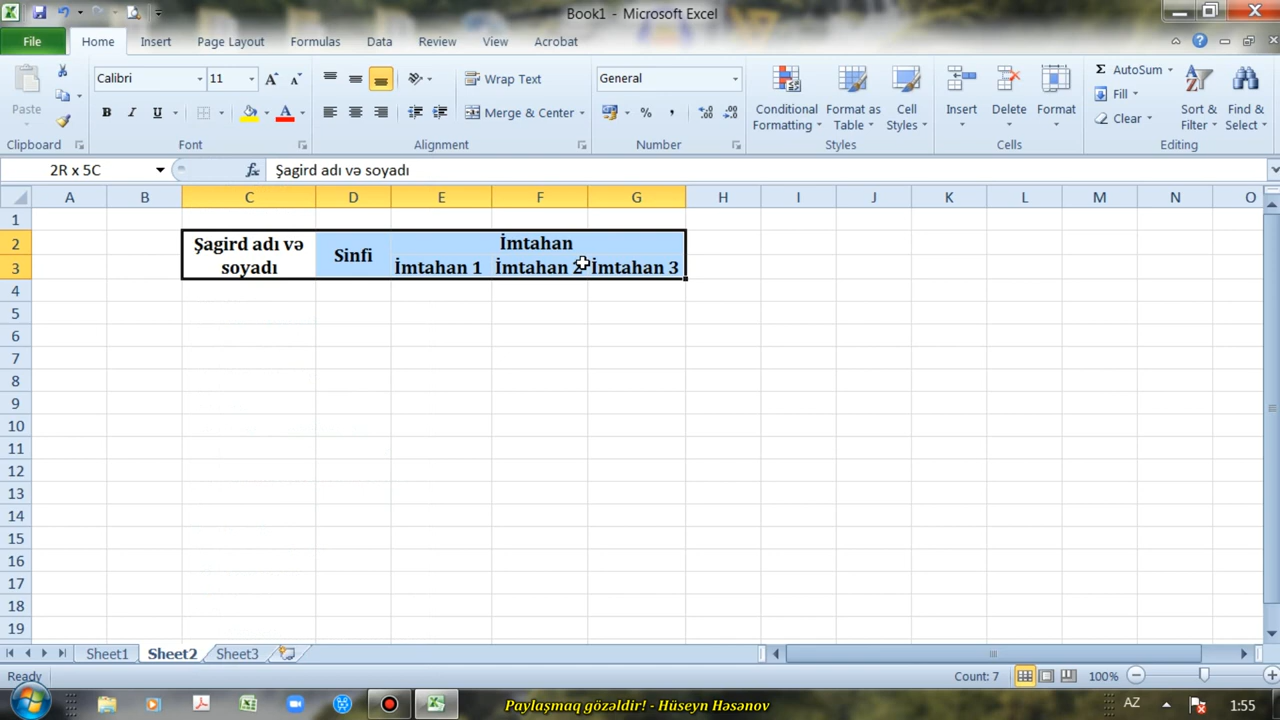 Book1 - Microsoft Excel
File Home Insert Page Layout Formulas Data Review View Acrobat
Paste
Clipboard
Calibri 11
B I U
Font
Wrap Text
Merge & Center
Alignment
General
%
Number
Conditional Formatting
Format as Table
Cell Styles
Styles
Insert
Delete
Format
Cells
AutoSum
Fill
Clear
Sort & Filter
Find & Select
Editing
2R x 5C
fx
Şagird adı və soyadı
A B C D E F G H I J K L M N O
1
2
3
4
5
6
7
8
9
10
11
12
13
14
15
16
17
18
19
Şagird adı və
soyadı
Sinfi
İmtahan
İmtahan 1 İmtahan 2 İmtahan 3
Sheet1 Sheet2 Sheet3
Ready
Count: 7
100%
Paylaşmaq gözəldir! - Hüseyn Həsənov
AZ
1:55